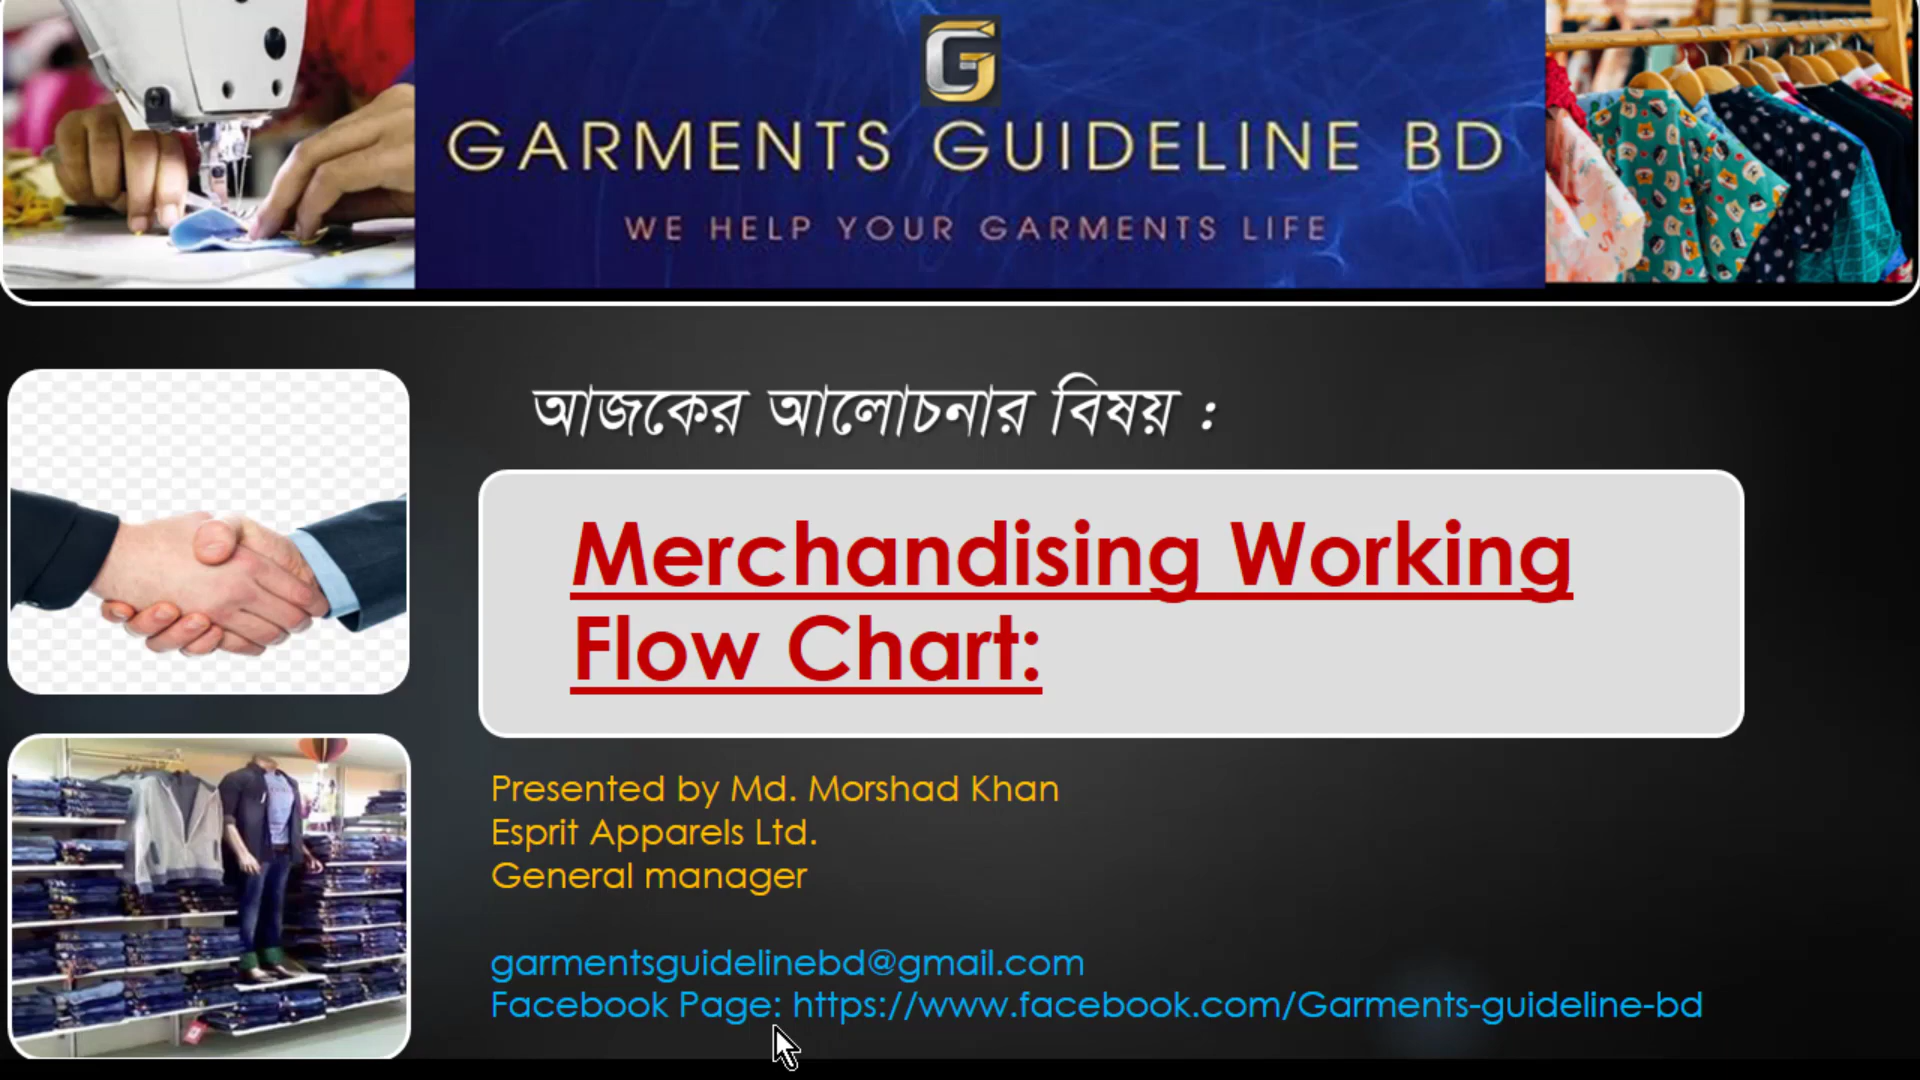 G
GARMENTS GUIDELINE BD
WE HELP YOUR GARMENTS LIFE
আজকের আলোচনার বিষয় :
Merchandising Working
Flow Chart:
Presented by Md. Morshad Khan
Esprit Apparels Ltd.
General manager
garmentsguidelinebd@gmail.com
Facebook Page: https://www.facebook.com/Garments-guideline-bd